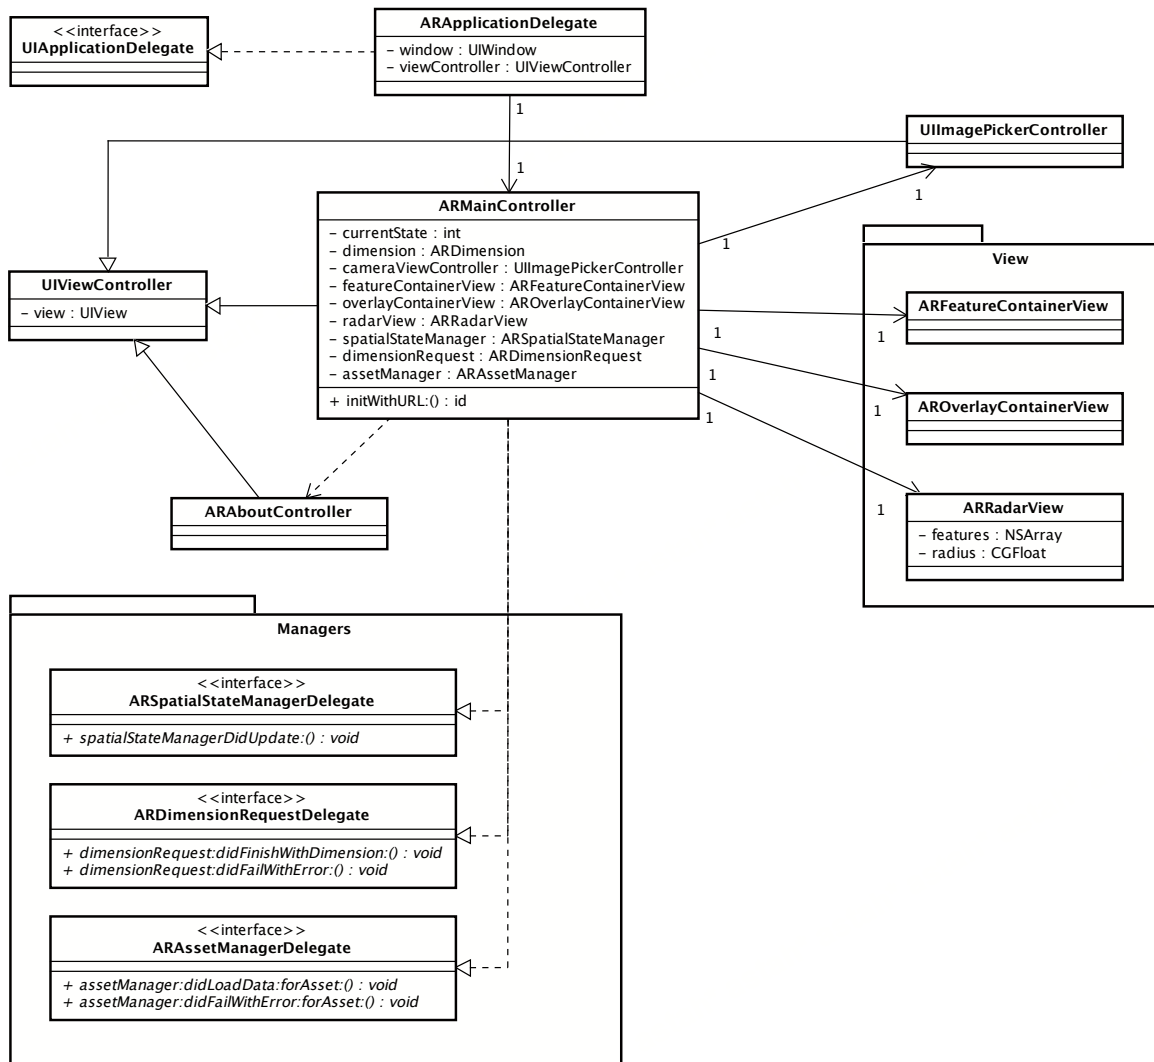 <<interface>>
UIApplicationDelegate
ARApplicationDelegate
- window : UIWindow
- viewController : UIViewController
1
1
UIImagePickerController
1
1
ARMainController
- currentState : int
- dimension : ARDimension
- cameraViewController : UIImagePickerController
- featureContainerView : ARFeatureContainerView
- overlayContainerView : AROverlayContainerView
- radarView : ARRadarView
- spatialStateManager : ARSpatialStateManager
- dimensionRequest : ARDimensionRequest
- assetManager : ARAssetManager
+ initWithURL:() : id
UIViewController
- view : UIView
View
ARFeatureContainerView
1
1
AROverlayContainerView
1
1
ARRadarView
- features : NSArray
- radius : CGFloat
1
1
ARAboutController
Managers
<<interface>>
ARSpatialStateManagerDelegate
+ spatialStateManagerDidUpdate:() : void
<<interface>>
ARDimensionRequestDelegate
+ dimensionRequest:didFinishWithDimension:() : void
+ dimensionRequest:didFailWithError:() : void
<<interface>>
ARAssetManagerDelegate
+ assetManager:didLoadData:forAsset:() : void
+ assetManager:didFailWithError:forAsset:() : void